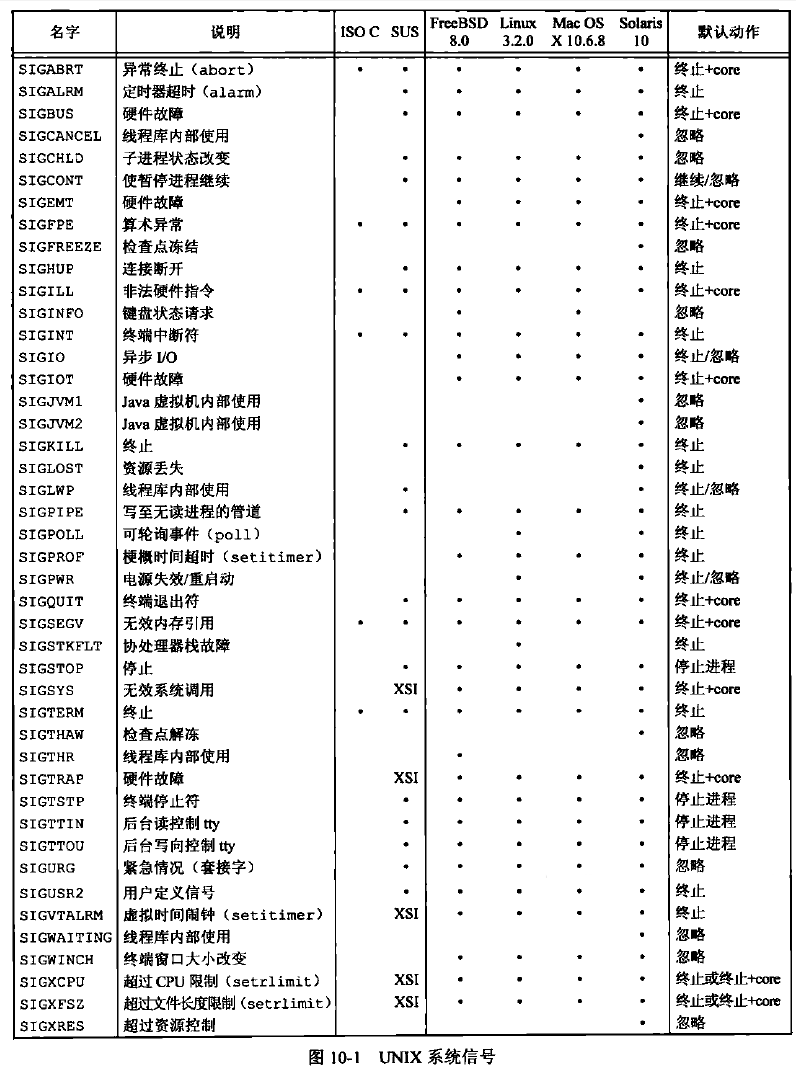 名字 说明 ISO C SUS FreeBSD 8.0 Linux 3.2.0 Mac OS X 10.6.8 Solaris 10 默认动作
SIGABRT 异常终止（abort） • • • • • • 终止+core
SIGALRM 定时器超时（alarm） • • • • • 终止
SIGBUS 硬件故障 • • • • • 终止+core
SIGCANCEL 线程库内部使用 • 忽略
SIGCHLD 子进程状态改变 • • • • • 忽略
SIGCONT 使暂停进程继续 • • • • • 继续/忽略
SIGEMT 硬件故障 • • • • 终止+core
SIGFPE 算术异常 • • • • • • 终止+core
SIGFREEZE 检查点冻结 • 忽略
SIGHUP 连接断开 • • • • • 终止
SIGILL 非法硬件指令 • • • • • • 终止+core
SIGINFO 键盘状态请求 • • 忽略
SIGINT 终端中断符 • • • • • • 终止
SIGIO 异步 I/O • • • • 终止/忽略
SIGIOT 硬件故障 • • • • 终止+core
SIGJVM1 Java 虚拟机内部使用 • 忽略
SIGJVM2 Java 虚拟机内部使用 • 忽略
SIGKILL 终止 • • • • • 终止
SIGLOST 资源丢失 • 终止
SIGLWP 线程库内部使用 • • 终止/忽略
SIGPIPE 写至无读进程的管道 • • • • • 终止
SIGPOLL 可轮询事件（poll） • • 终止
SIGPROF 梗概时间超时（setitimer） • • • • 终止
SIGPWR 电源失效/重启动 • • 终止/忽略
SIGQUIT 终端退出符 • • • • • 终止+core
SIGSEGV 无效内存引用 • • • • • • 终止+core
SIGSTKFLT 协处理器栈故障 • 终止
SIGSTOP 停止 • • • • • 停止进程
SIGSYS 无效系统调用 XSI • • • • 终止+core
SIGTERM 终止 • • • • • • 终止
SIGTHAW 检查点解冻 • 忽略
SIGTHR 线程库内部使用 • 忽略
SIGTRAP 硬件故障 XSI • • • • 终止+core
SIGTSTP 终端停止符 • • • • • 停止进程
SIGTTIN 后台读控制 tty • • • • • 停止进程
SIGTTOU 后台写向控制 tty • • • • • 停止进程
SIGURG 紧急情况（套接字） • • • • • 忽略
SIGUSR2 用户定义信号 • • • • • 终止
SIGVTALRM 虚拟时间闹钟（setitimer） XSI • • • • 终止
SIGWAITING 线程库内部使用 • 忽略
SIGWINCH 终端窗口大小改变 • • • • 忽略
SIGXCPU 超过 CPU 限制（setrlimit） XSI • • • • 终止或终止+core
SIGXFSZ 超过文件长度限制（setrlimit） XSI • • • • 终止或终止+core
SIGXRES 超过资源控制 • 忽略
图 10-1 UNIX 系统信号